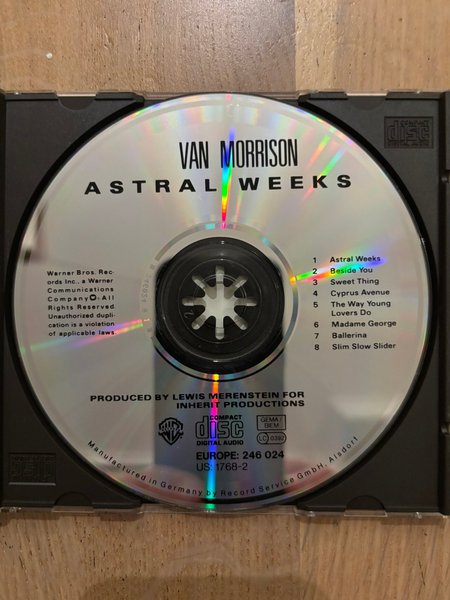 VAN MORRISON
ASTRAL WEEKS
Warner Bros. Rec-
ords Inc., a Warner
Communications
Company All
Rights Reserved.
Unauthorized dupli-
cation is a violation
of applicable laws.
1 Astral Weeks
2 Beside You
3 Sweet Thing
4 Cyprus Avenue
5 The Way Young
Lovers Do
6 Madame George
7 Ballerina
8 Slim Slow Slider
PRODUCED BY LEWIS MERENSTEIN FOR
INHERIT PRODUCTIONS
COMPACT
disc
DIGITAL AUDIO
GEMA/
BIEM
LC 0392
EUROPE: 246 024
US: 1768-2
Manufactured in Germany by Record Service GmbH, Alsdorf
disc